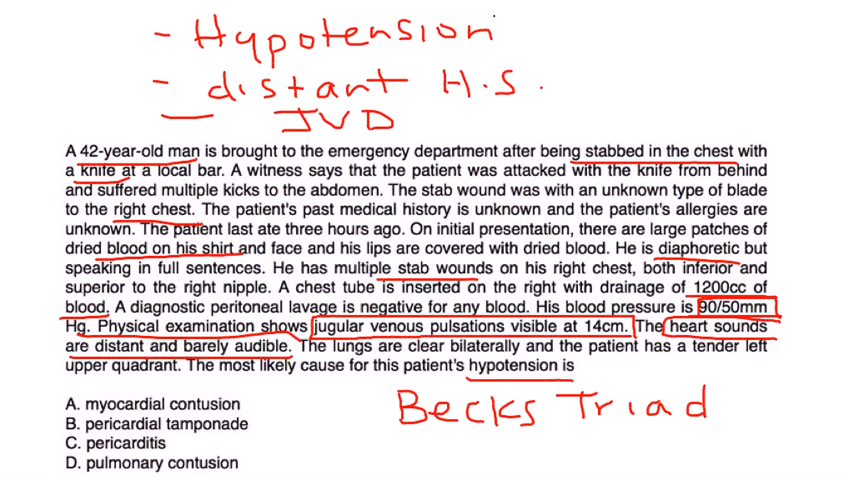 - Hypotension
- distant H.S.
- JVD
A 42-year-old man is brought to the emergency department after being stabbed in the chest with
a knife at a local bar. A witness says that the patient was attacked with the knife from behind
and suffered multiple kicks to the abdomen. The stab wound was with an unknown type of blade
to the right chest. The patient's past medical history is unknown and the patient's allergies are
unknown. The patient last ate three hours ago. On initial presentation, there are large patches of
dried blood on his shirt and face and his lips are covered with dried blood. He is diaphoretic but
speaking in full sentences. He has multiple stab wounds on his right chest, both inferior and
superior to the right nipple. A chest tube is inserted on the right with drainage of 1200cc of
blood. A diagnostic peritoneal lavage is negative for any blood. His blood pressure is 90/50mm
Hg. Physical examination shows jugular venous pulsations visible at 14cm. The heart sounds
are distant and barely audible. The lungs are clear bilaterally and the patient has a tender left
upper quadrant. The most likely cause for this patient's hypotension is
Becks Triad
A. myocardial contusion
B. pericardial tamponade
C. pericarditis
D. pulmonary contusion